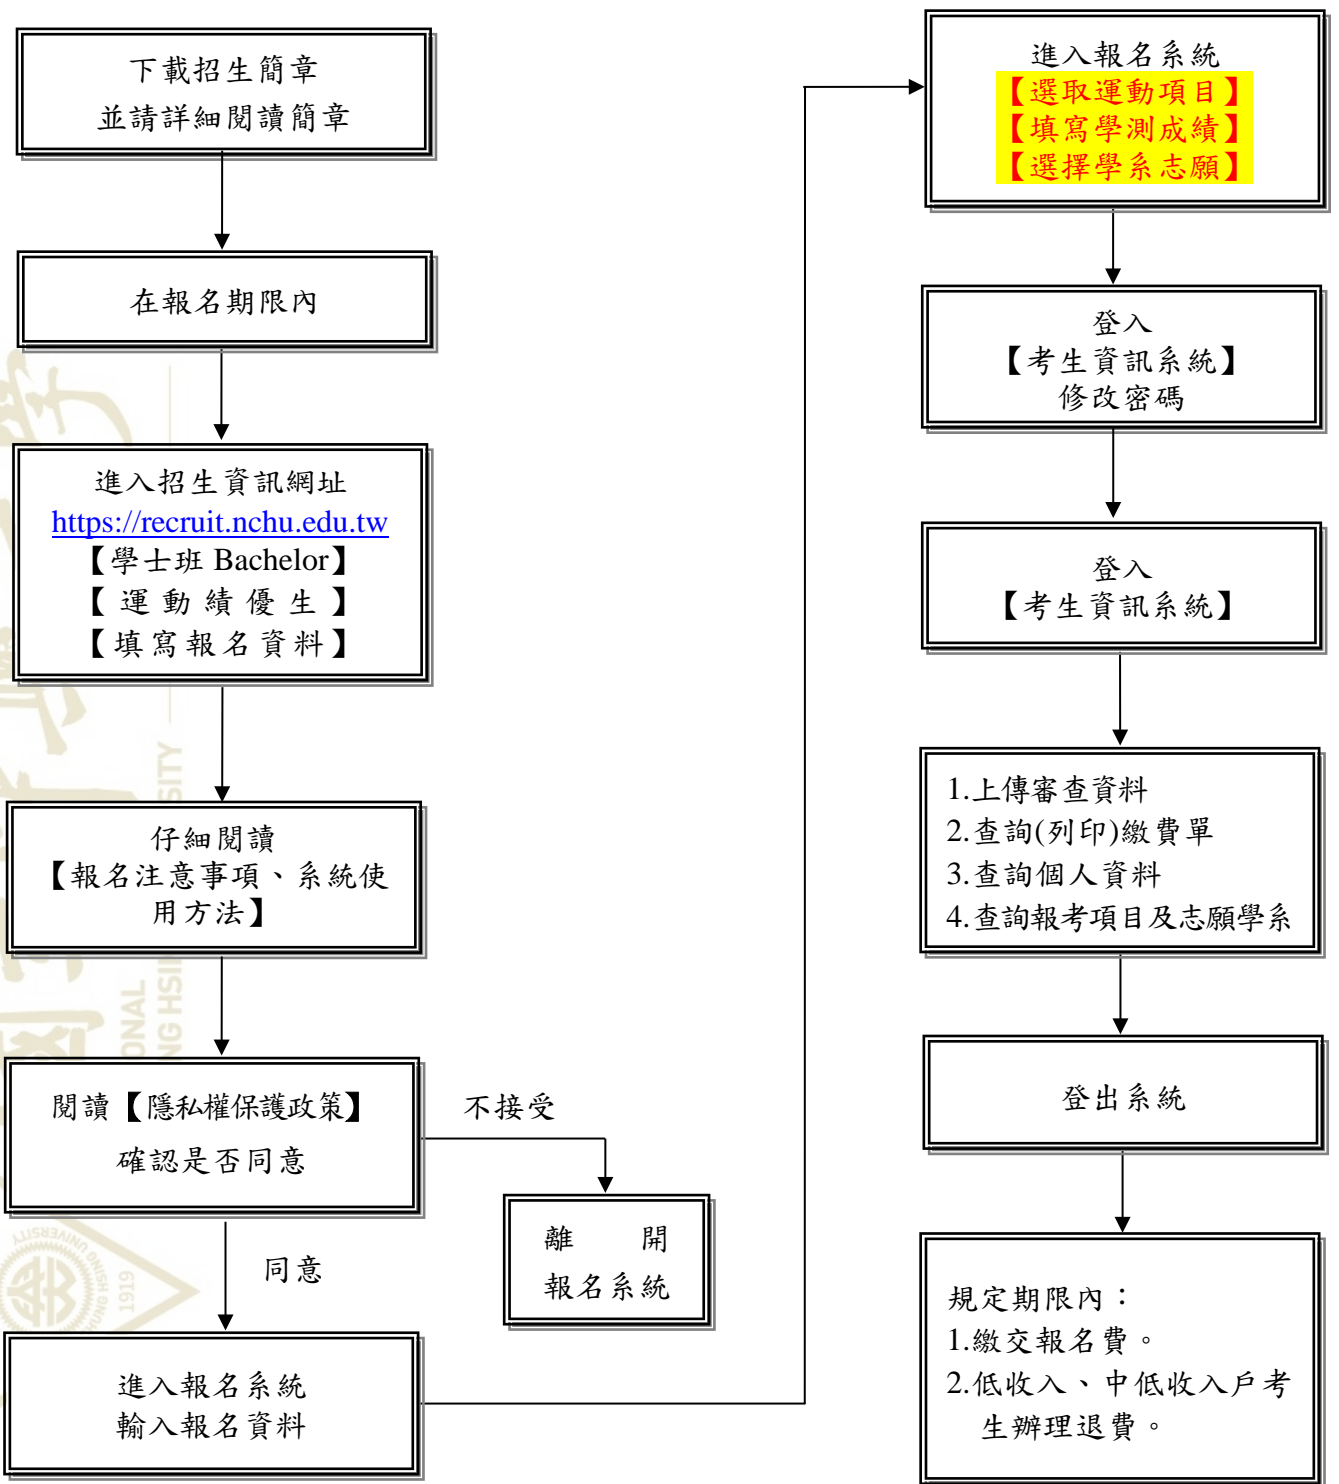 下載招生簡章
並請詳細閱讀簡章
在報名期限內
進入招生資訊網址
https://recruit.nchu.edu.tw
【學士班 Bachelor】
【運動績優生】
【填寫報名資料】
仔細閱讀
【報名注意事項、系統使
用方法】
閱讀【隱私權保護政策】
確認是否同意
不接受
離 開
報名系統
同意
進入報名系統
輸入報名資料
進入報名系統
【選取運動項目】
【填寫學測成績】
【選擇學系志願】
登入
【考生資訊系統】
修改密碼
登入
【考生資訊系統】
1.上傳審查資料
2.查詢(列印)繳費單
3.查詢個人資料
4.查詢報考項目及志願學系
登出系統
規定期限內：
1.繳交報名費。
2.低收入、中低收入戶考
生辦理退費。
1919